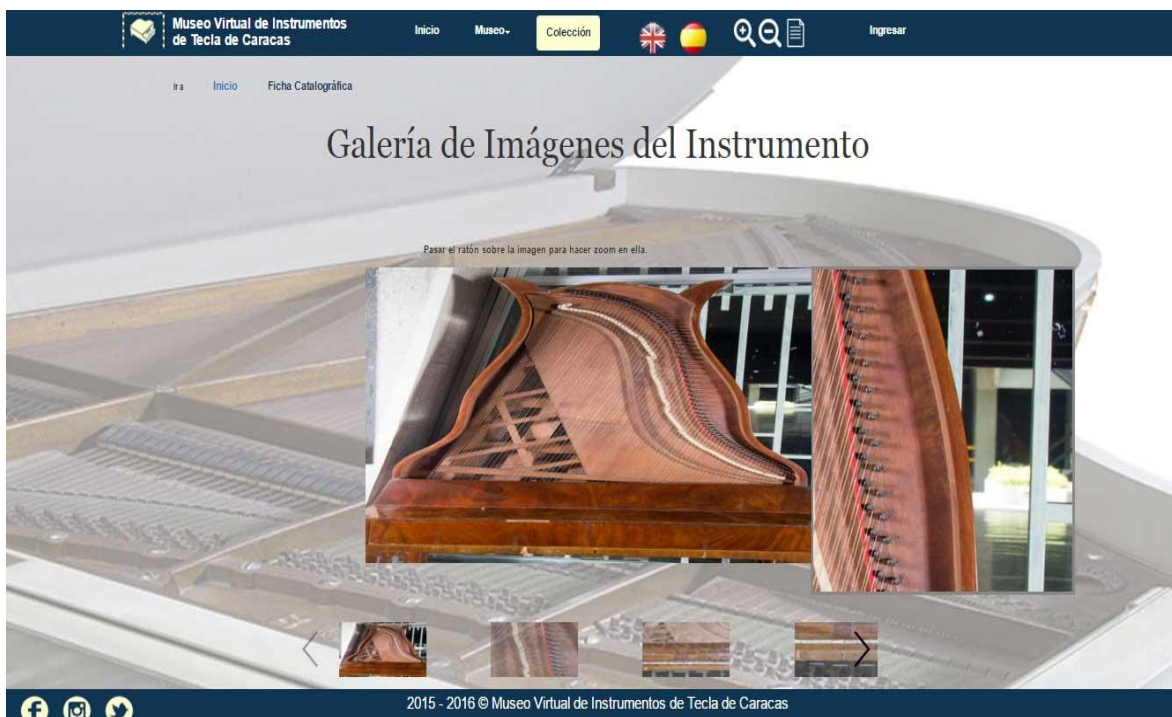 Museo Virtual de Instrumentos
de Tecla de Caracas
Inicio
Museo
Colección
Ingresar
Ir a
Inicio
Ficha Catalográfica
Galería de Imágenes del Instrumento
Pasar el ratón sobre la imagen para hacer zoom en ella.
2015 - 2016 © Museo Virtual de Instrumentos de Tecla de Caracas